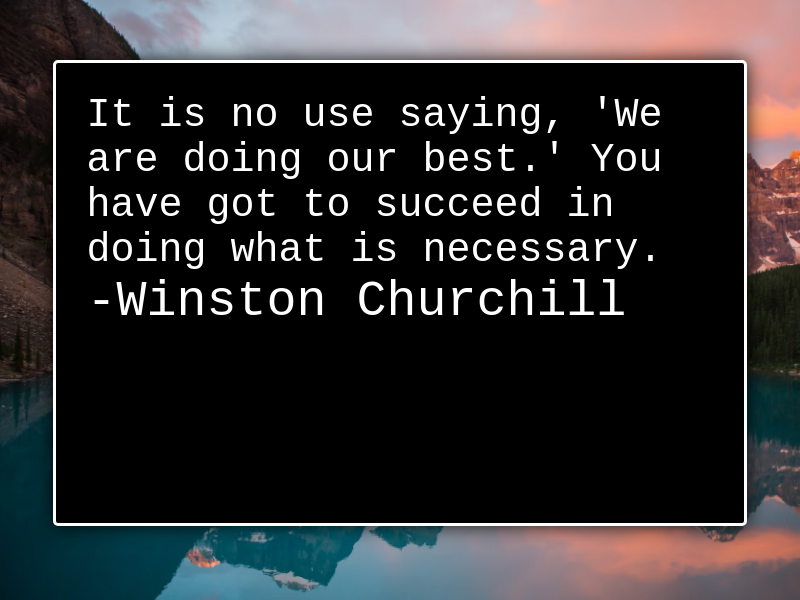 It is no use saying, 'We
are doing our best.' You
have got to succeed in
doing what is necessary.
-Winston Churchill